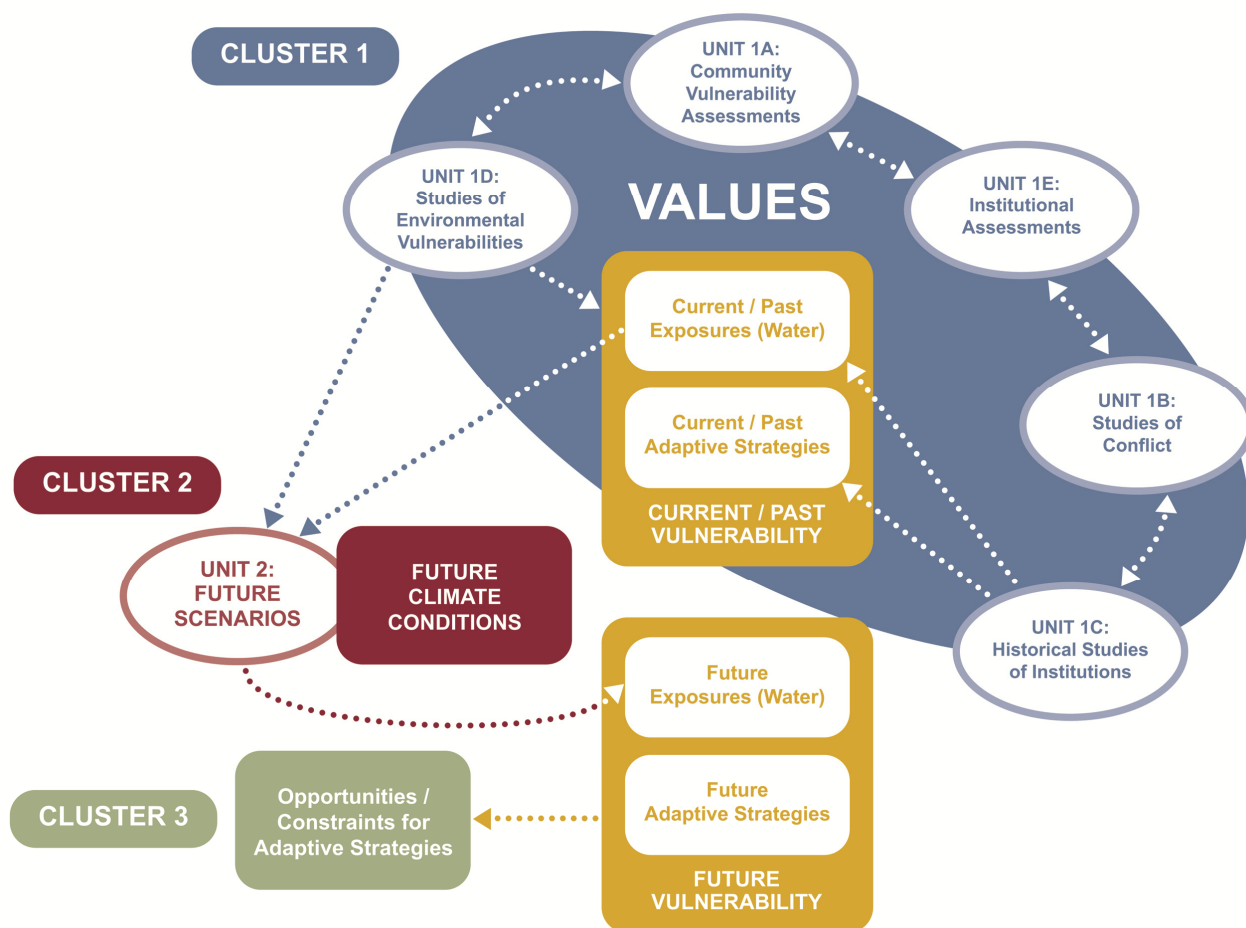 CLUSTER 1
UNIT 1A:
Community
Vulnerability
Assessments
UNIT 1D:
Studies of
Environmental
Vulnerabilities
VALUES
UNIT 1E:
Institutional
Assessments
Current / Past
Exposures (Water)
Current / Past
Adaptive Strategies
CURRENT / PAST
VULNERABILITY
UNIT 1B:
Studies of
Conflict
UNIT 1C:
Historical Studies
of Institutions
CLUSTER 2
UNIT 2:
FUTURE
SCENARIOS
FUTURE
CLIMATE
CONDITIONS
Future
Exposures (Water)
Future
Adaptive Strategies
FUTURE
VULNERABILITY
CLUSTER 3
Opportunities /
Constraints for
Adaptive Strategies